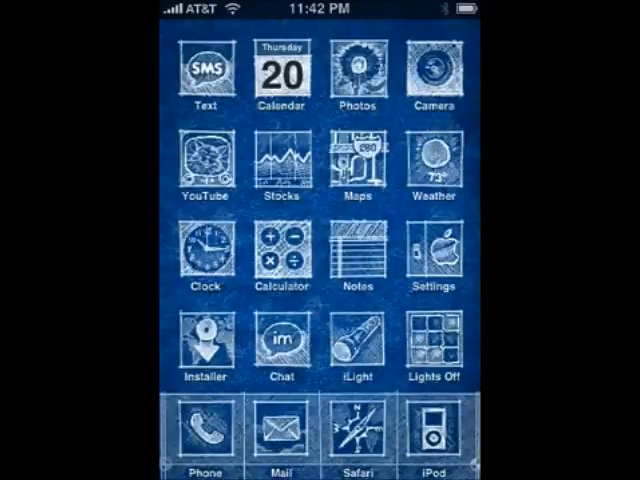 AT&T 11:42 PM
SMS Thursday 20
Text Calendar Photos Camera
280 73°
YouTube Stocks Maps Weather
Clock Calculator Notes Settings
im
Installer Chat iLight Lights Off
N
W E
S
Phone Mail Safari iPod